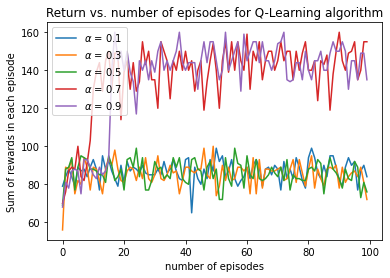 Return vs. number of episodes for Q-Learning algorithm
Sum of rewards in each episode
160
140
120
100
80
60
α = 0.1
α = 0.3
α = 0.5
α = 0.7
α = 0.9
0 20 40 60 80 100
number of episodes